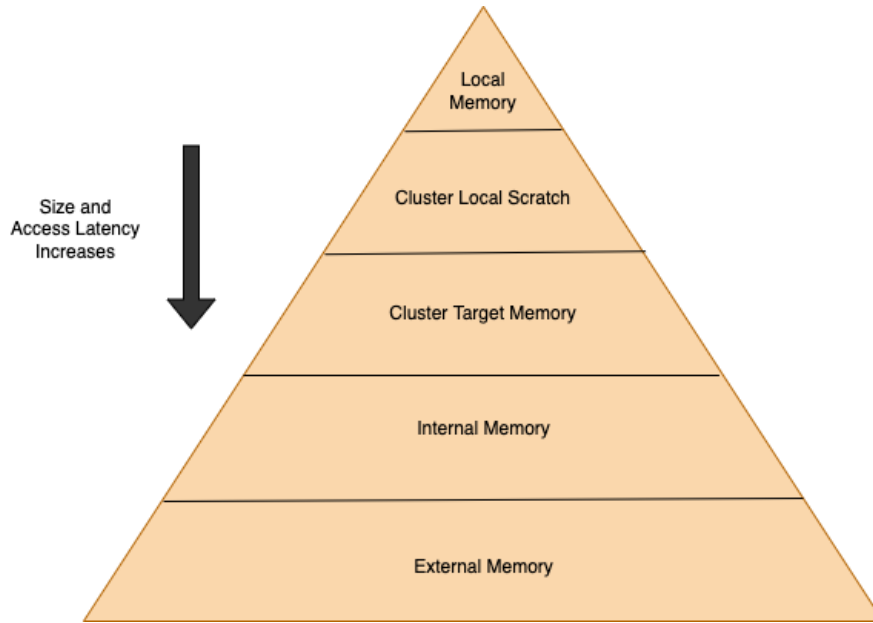 Local
Memory
Cluster Local Scratch
Size and
Access Latency
Increases
Cluster Target Memory
Internal Memory
External Memory